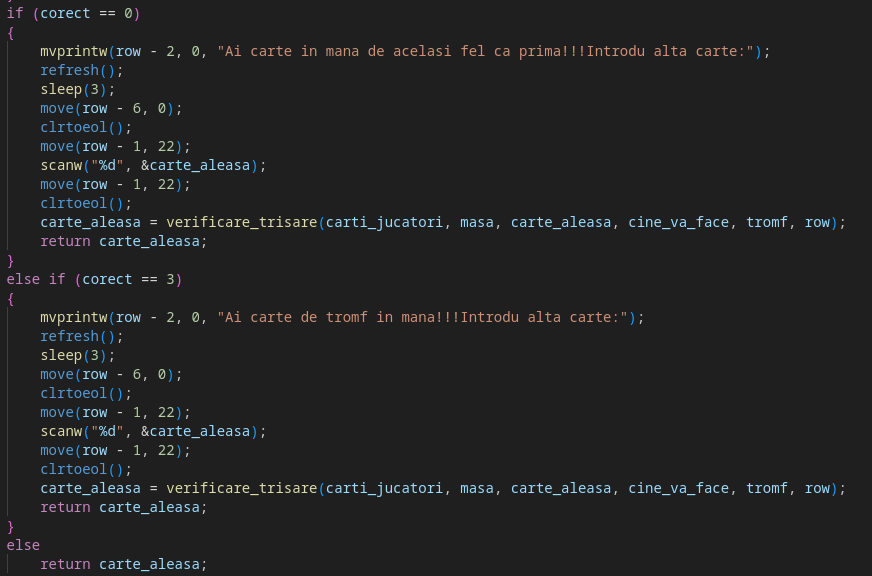 if (corect == 0)
{
    mvprintw(row - 2, 0, "Ai carte in mana de acelasi fel ca prima!!!Introdu alta carte:");
    refresh();
    sleep(3);
    move(row - 6, 0);
    clrtoeol();
    move(row - 1, 22);
    scanw("%d", &carte_aleasa);
    move(row - 1, 22);
    clrtoeol();
    carte_aleasa = verificare_trisare(carti_jucatori, masa, carte_aleasa, cine_va_face, tromf, row);
    return carte_aleasa;
}
else if (corect == 3)
{
    mvprintw(row - 2, 0, "Ai carte de tromf in mana!!!Introdu alta carte:");
    refresh();
    sleep(3);
    move(row - 6, 0);
    clrtoeol();
    move(row - 1, 22);
    scanw("%d", &carte_aleasa);
    move(row - 1, 22);
    clrtoeol();
    carte_aleasa = verificare_trisare(carti_jucatori, masa, carte_aleasa, cine_va_face, tromf, row);
    return carte_aleasa;
}
else
    return carte_aleasa;